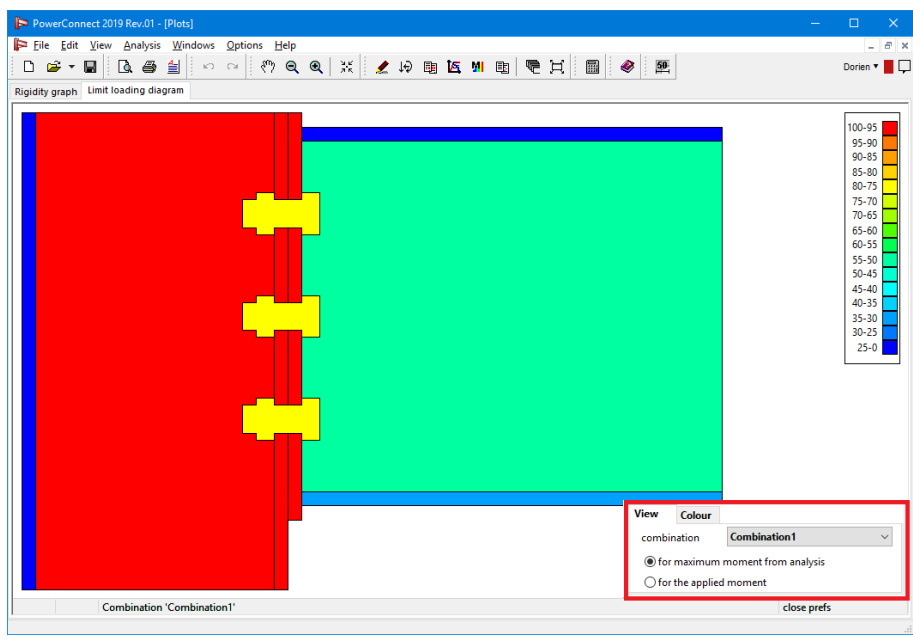 PowerConnect 2019 Rev.01 - [Plots]
File Edit View Analysis Windows Options Help
Dorien
Rigidity graph Limit loading diagram
100-95
95-90
90-85
85-80
80-75
75-70
70-65
65-60
60-55
55-50
50-45
45-40
40-35
35-30
30-25
25-0
View Colour
combination Combination1
for maximum moment from analysis
for the applied moment
Combination 'Combination1' close prefs